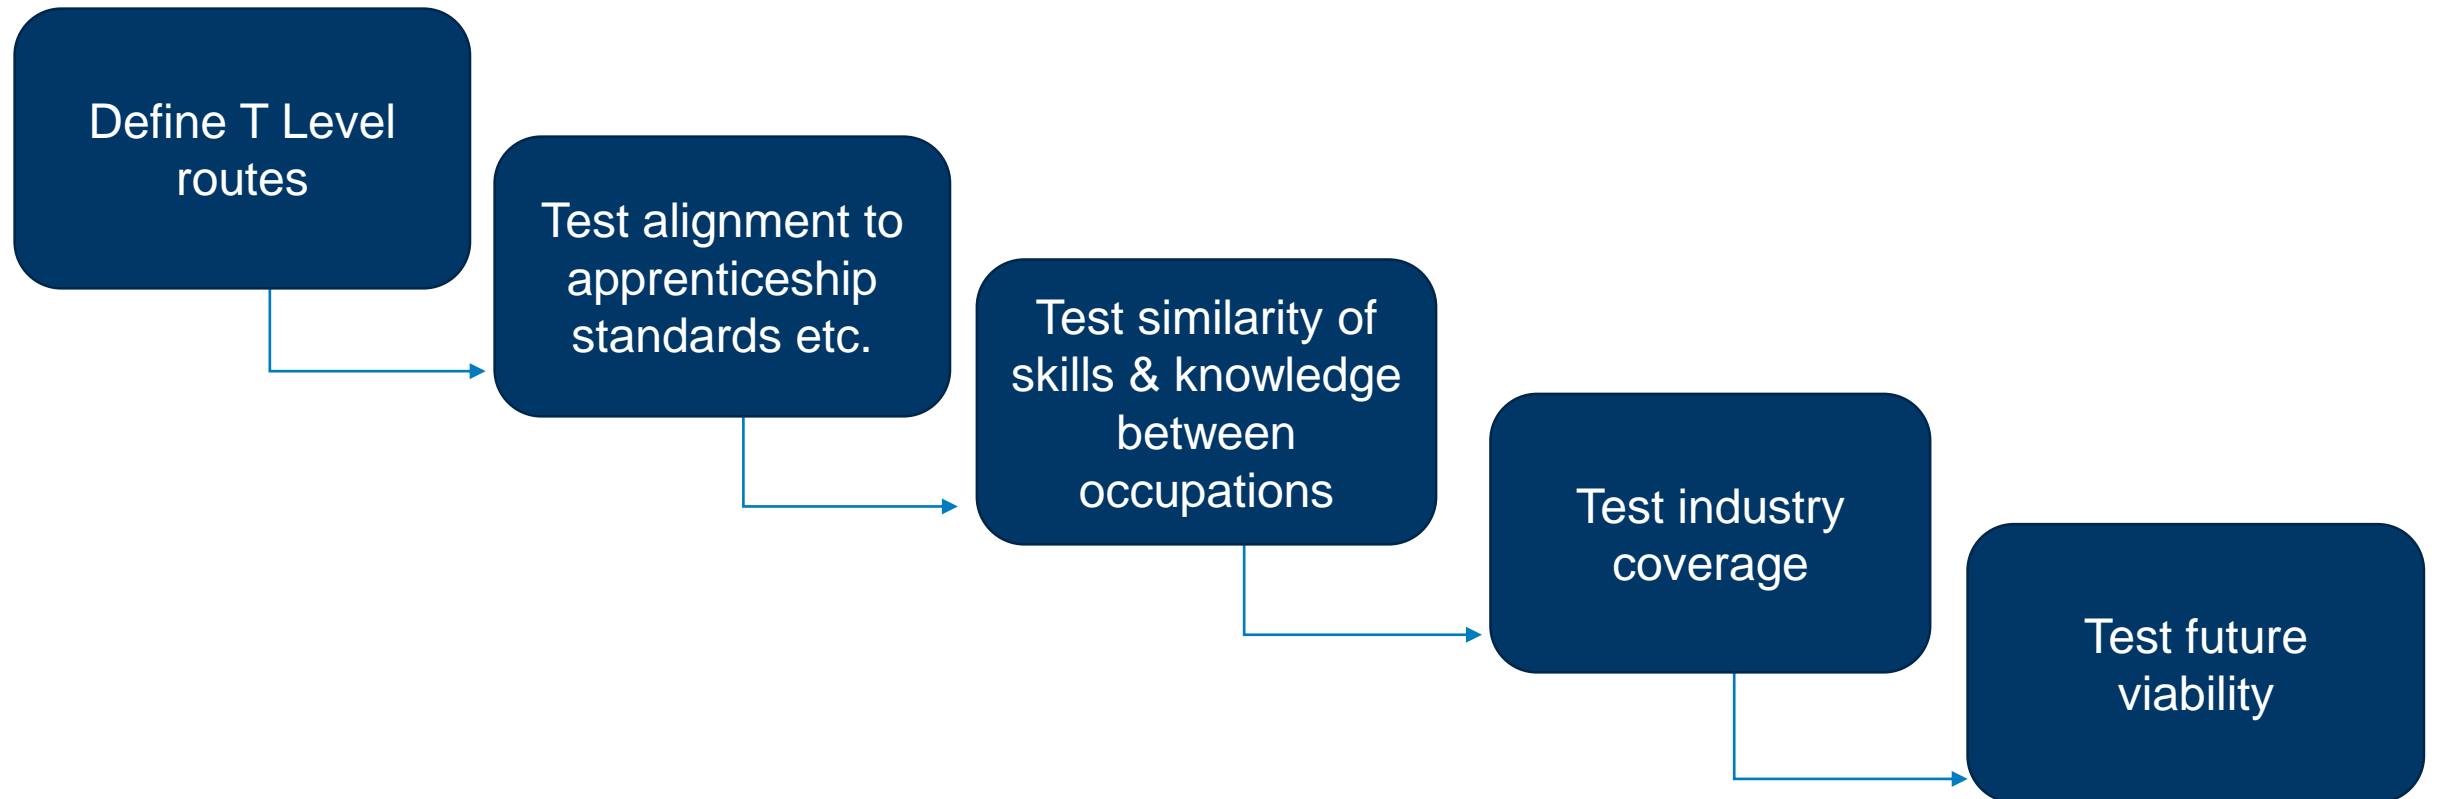 Define T Level
routes
Test alignment to
apprenticeship
standards etc.
Test similarity of
skills & knowledge
between
occupations
Test industry
coverage
Test future
viability